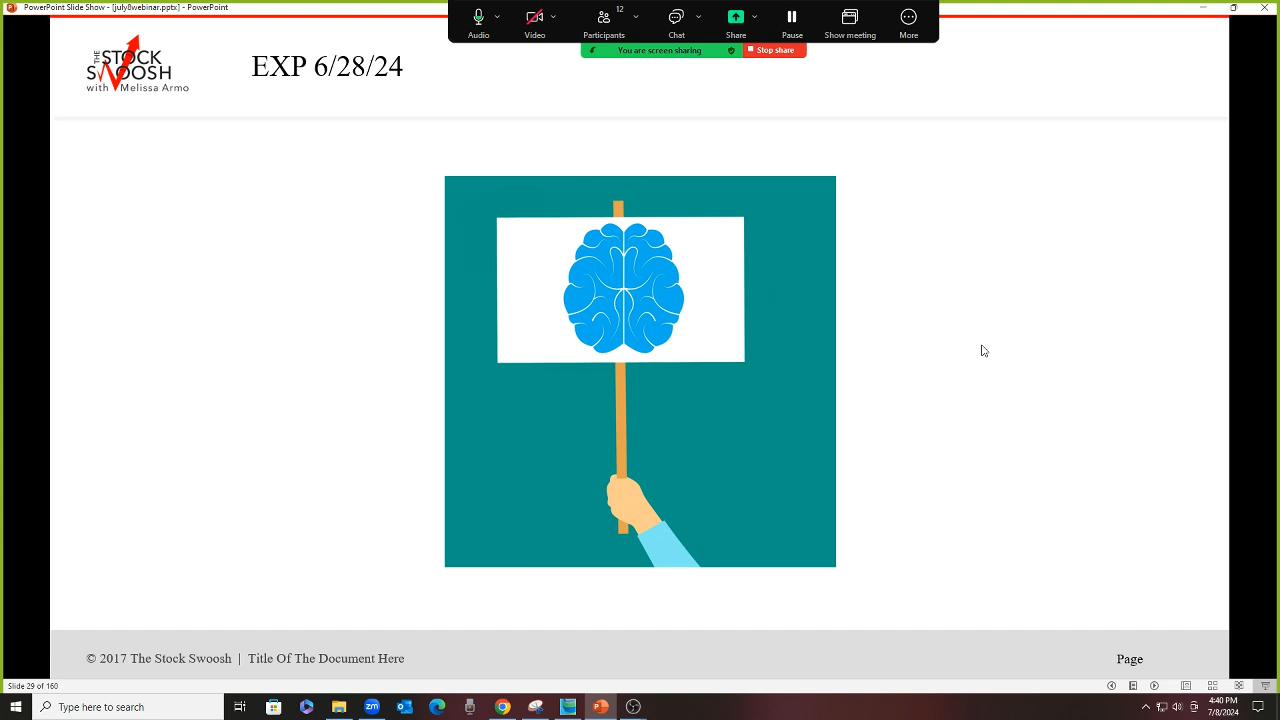 PowerPoint Slide Show - [july8webinar.pptx] - PowerPoint
12
Audio
Video
Participants
Chat
Share
Pause
Show meeting
More
You are screen sharing
Stop share
THE
STOCK
SWOOSH
with Melissa Armo
EXP 6/28/24
© 2017 The Stock Swoosh | Title Of The Document Here
Page
Slide 29 of 160
Type here to search
zm
4:40 PM
7/8/2024